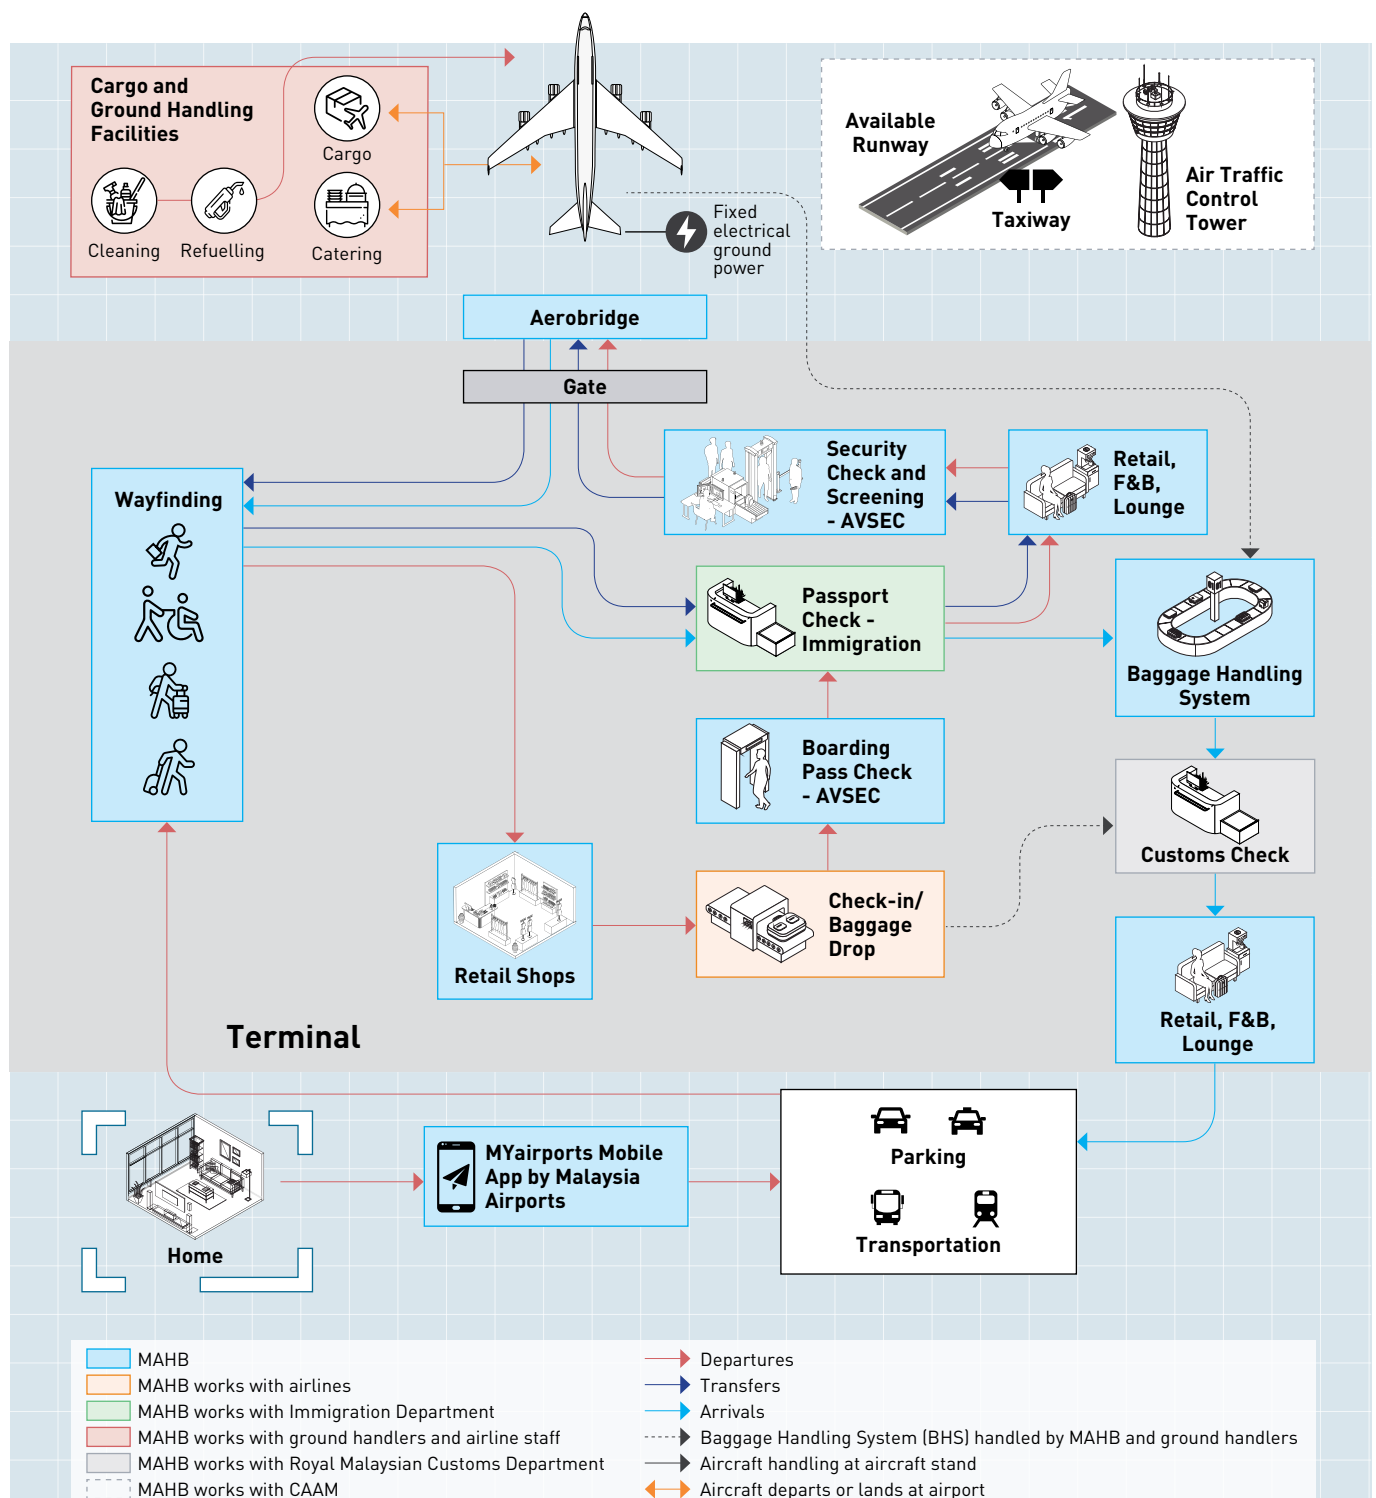 Cargo and
Ground Handling
Facilities
Cargo
Cleaning
Refuelling
Catering
Fixed
electrical
ground
power
Available
Runway
Taxiway
Air Traffic
Control
Tower
Aerobridge
Gate
Wayfinding
Security
Check and
Screening
- AVSEC
Retail,
F&B,
Lounge
Passport
Check -
Immigration
Baggage Handling
System
Boarding
Pass Check
- AVSEC
Customs Check
Retail Shops
Check-in/
Baggage
Drop
Retail, F&B,
Lounge
Terminal
Home
MYairports Mobile
App by Malaysia
Airports
Parking
Transportation
MAHB
MAHB works with airlines
MAHB works with Immigration Department
MAHB works with ground handlers and airline staff
MAHB works with Royal Malaysian Customs Department
MAHB works with CAAM
Departures
Transfers
Arrivals
Baggage Handling System (BHS) handled by MAHB and ground handlers
Aircraft handling at aircraft stand
Aircraft departs or lands at airport